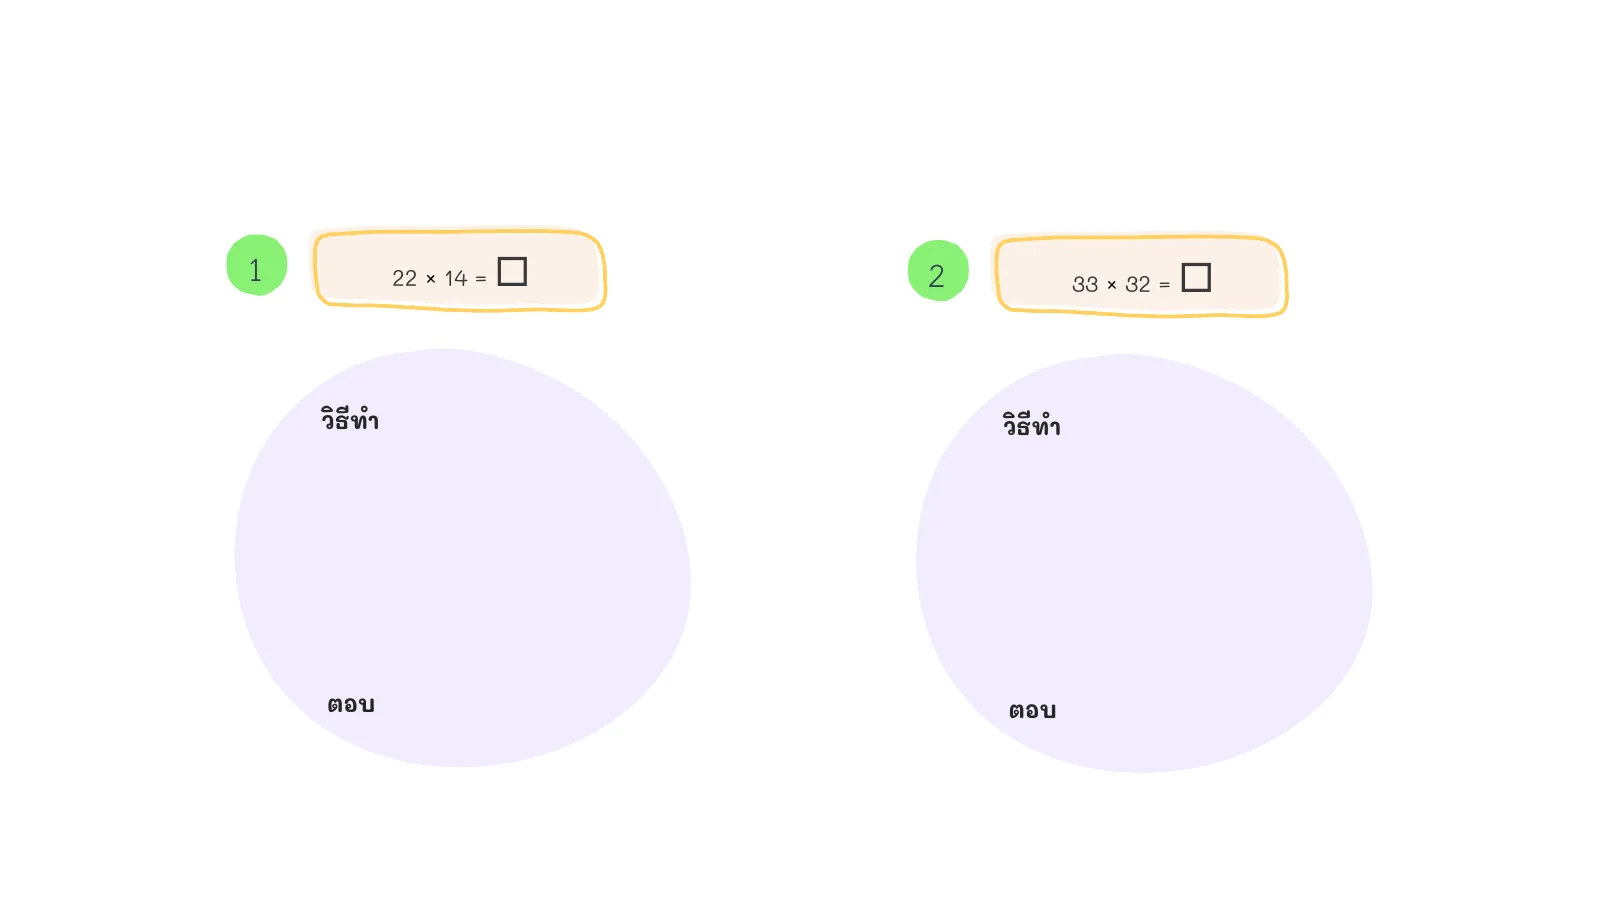 1
22 × 14 = □
วิธีทำ
ตอบ
2
33 × 32 = □
วิธีทำ
ตอบ